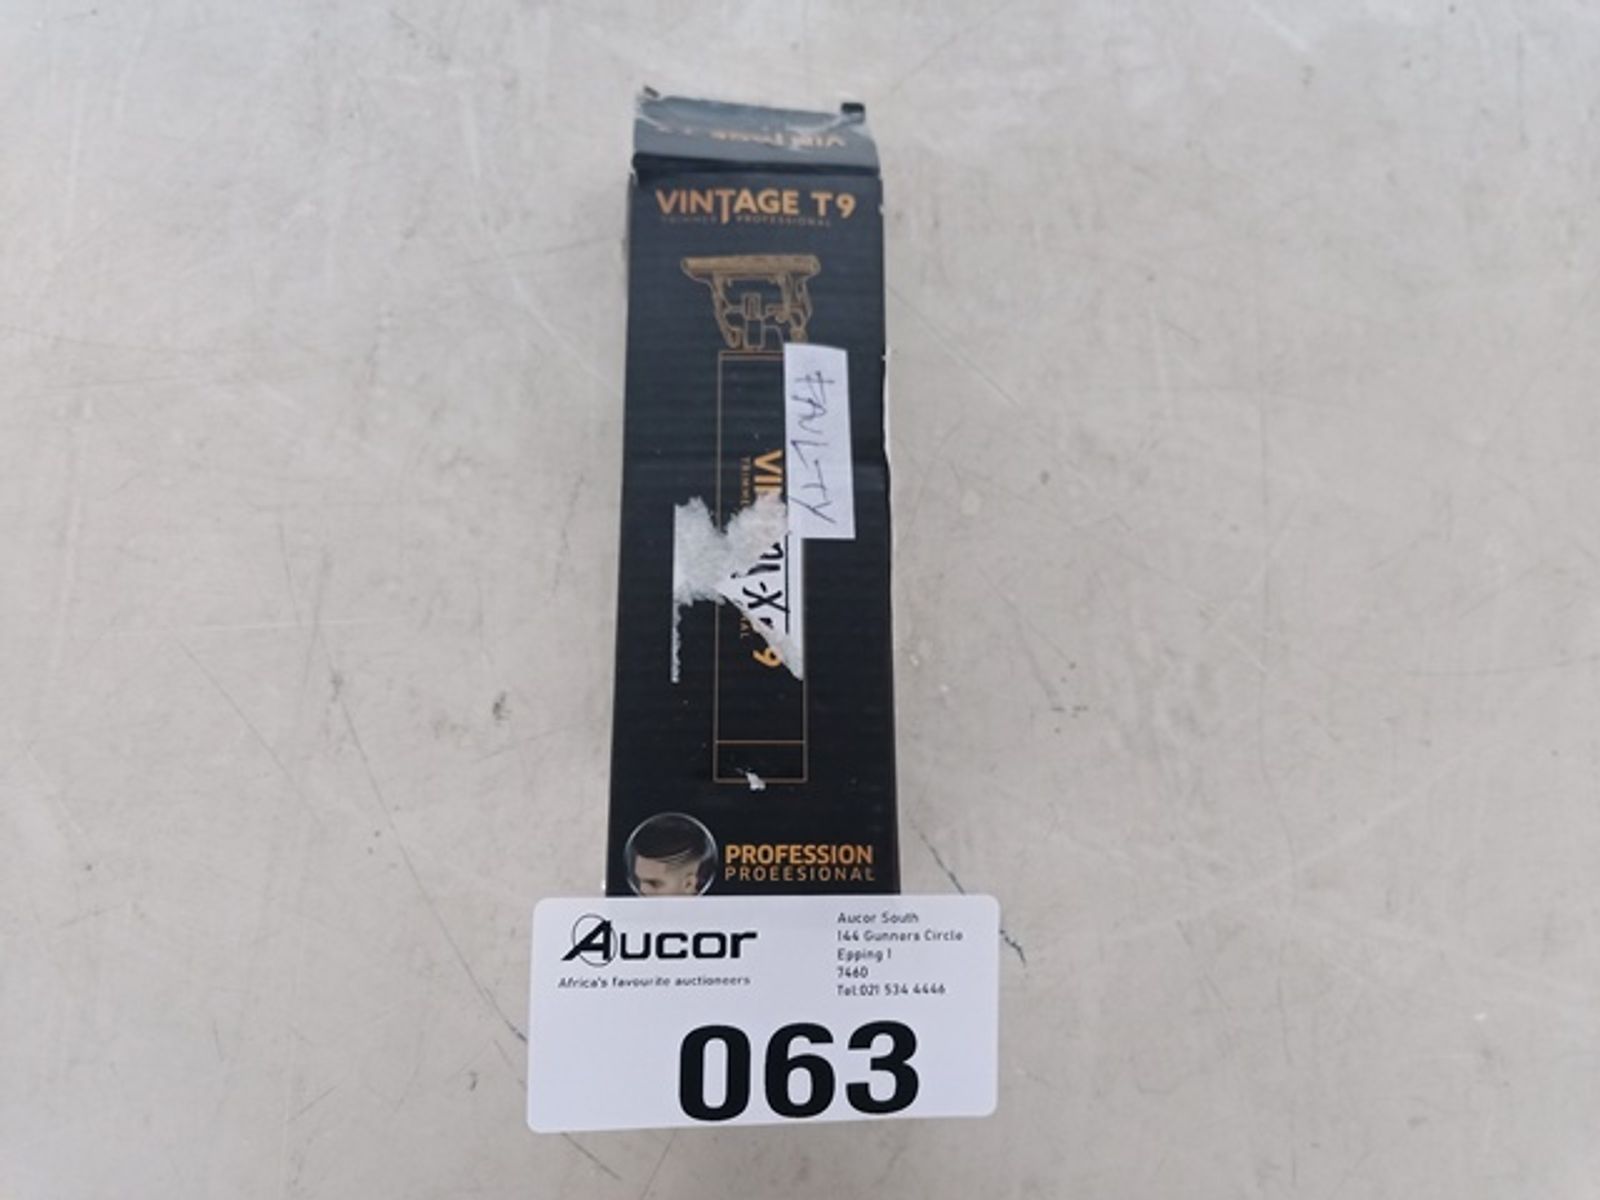 VINTAGE T9
TRIMMER PROFESSIONAL
FAULTY
9
PROFESSION
PROEESIONAL
AUCOR
Africa's favourite auctioneers
Aucor South
144 Gunners Circle
Epping 1
7460
Tel:021 534 4446
063